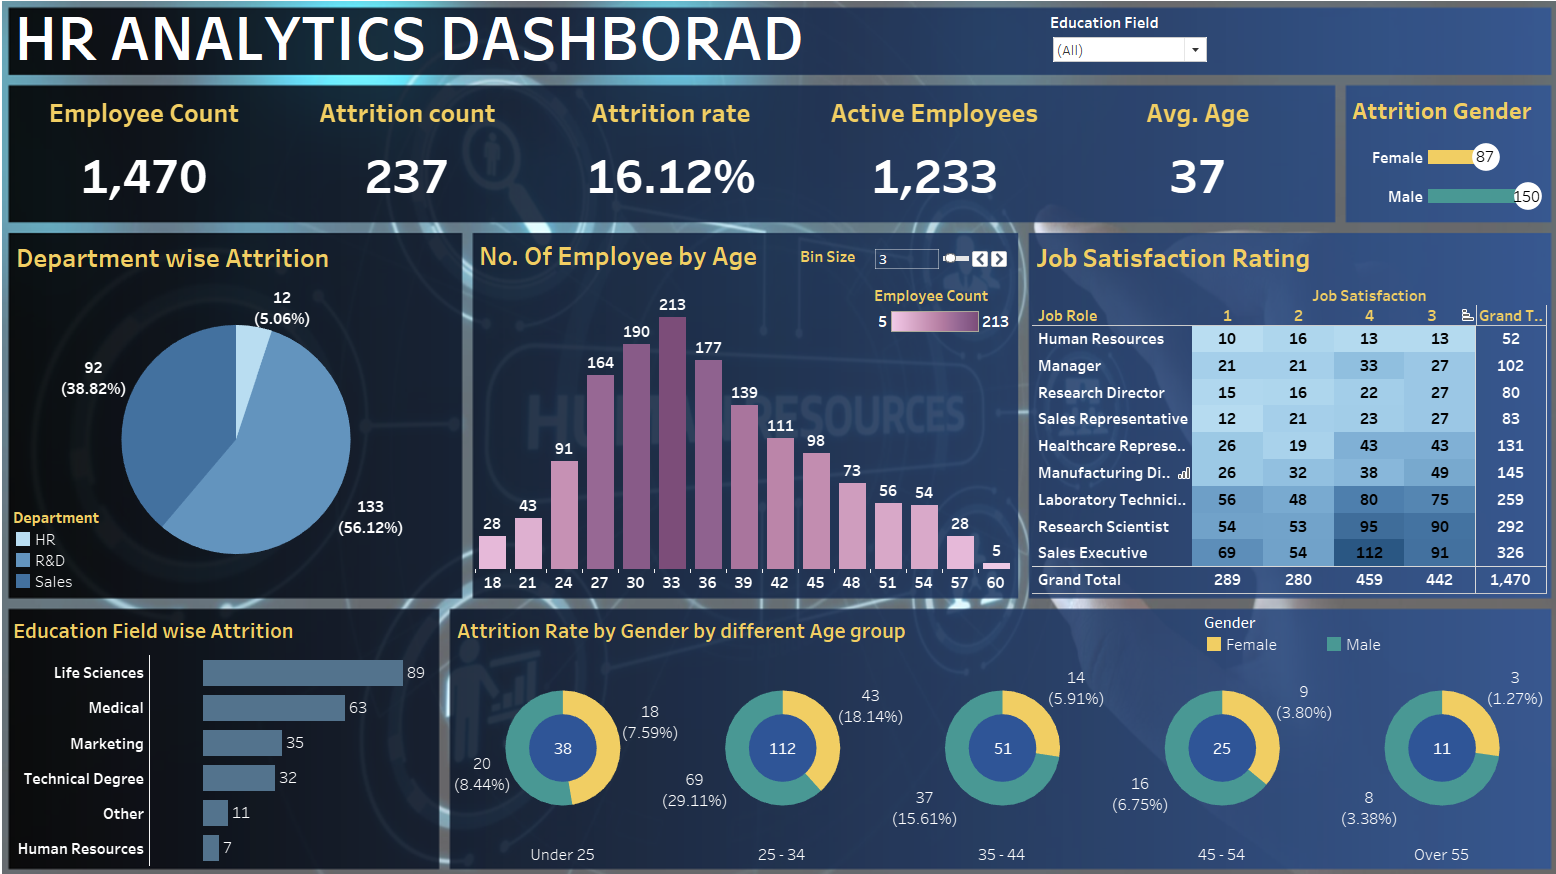 HR ANALYTICS DASHBORAD
Education Field
(All)
Employee Count
1,470
Attrition count
237
Attrition rate
16.12%
Active Employees
1,233
Avg. Age
37
Attrition Gender
Female 87
Male 150
Department wise Attrition
12
(5.06%)
92
(38.82%)
133
(56.12%)
Department
HR
R&D
Sales
No. Of Employee by Age
Bin Size 3
Employee Count
5 213
28 43 91 164 190 213 177 139 111 98 73 56 54 28 5
18 21 24 27 30 33 36 39 42 45 48 51 54 57 60
HUMAN RESOURCES
Job Satisfaction Rating
Job Satisfaction
Job Role 1 2 4 3 Grand T..
Human Resources 10 16 13 13 52
Manager 21 21 33 27 102
Research Director 15 16 22 27 80
Sales Representative 12 21 23 27 83
Healthcare Represe.. 26 19 43 43 131
Manufacturing Di.. 26 32 38 49 145
Laboratory Technici.. 56 48 80 75 259
Research Scientist 54 53 95 90 292
Sales Executive 69 54 112 91 326
Grand Total 289 280 459 442 1,470
Education Field wise Attrition
Life Sciences 89
Medical 63
Marketing 35
Technical Degree 32
Other 11
Human Resources 7
Attrition Rate by Gender by different Age group
Gender
Female Male
18
(7.59%)
38
20
(8.44%)
Under 25
43
(18.14%)
112
69
(29.11%)
25 - 34
14
(5.91%)
51
37
(15.61%)
35 - 44
9
(3.80%)
25
16
(6.75%)
45 - 54
3
(1.27%)
11
8
(3.38%)
Over 55